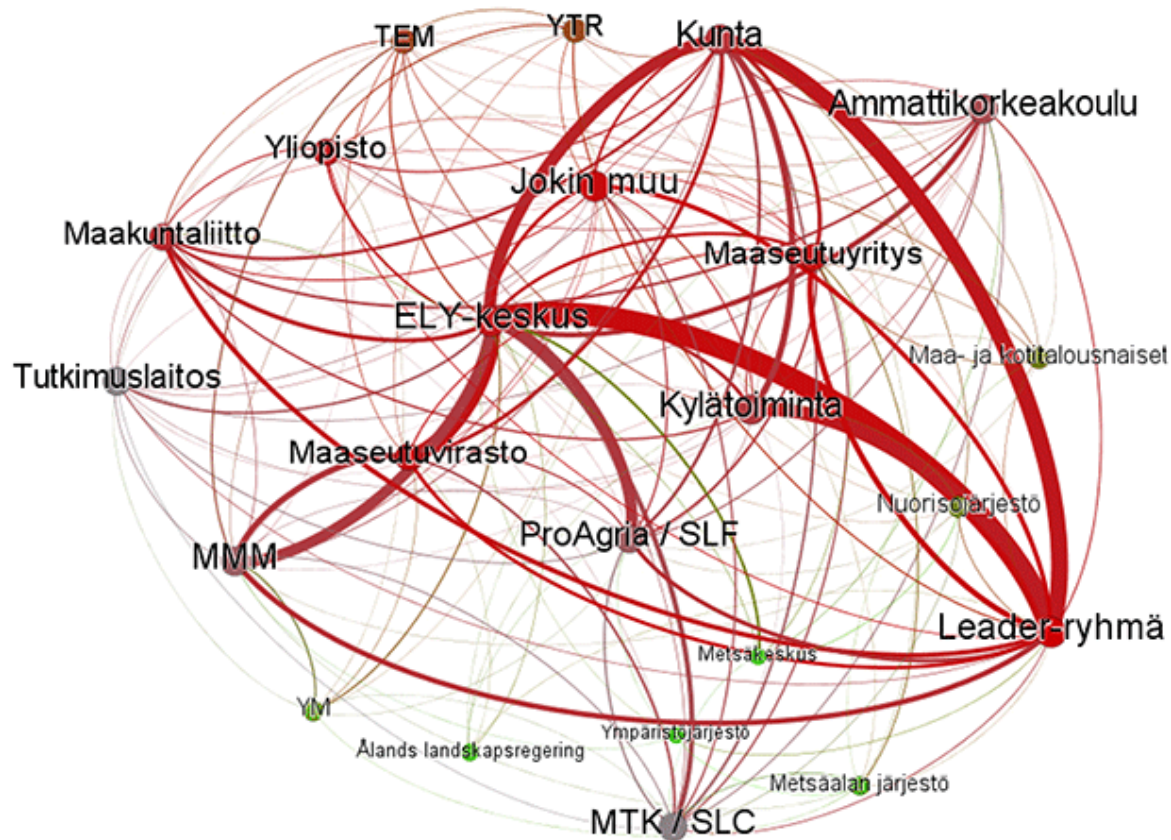 TEM
YTR
Kunta
Ammattikorkeakoulu
Yliopisto
Jokin muu
Maakuntaliitto
Maaseutuyritys
ELY-keskus
Maa- ja kotitalousnaiset
Tutkimuslaitos
Kylätoiminta
Maaseutuvirasto
Nuorisojärjestö
ProAgria / SLF
MMM
Leader-ryhmä
Metsäkeskus
YM
Ympäristöjärjestö
Ålands landskapsregering
Metsäalan järjestö
MTK / SLC